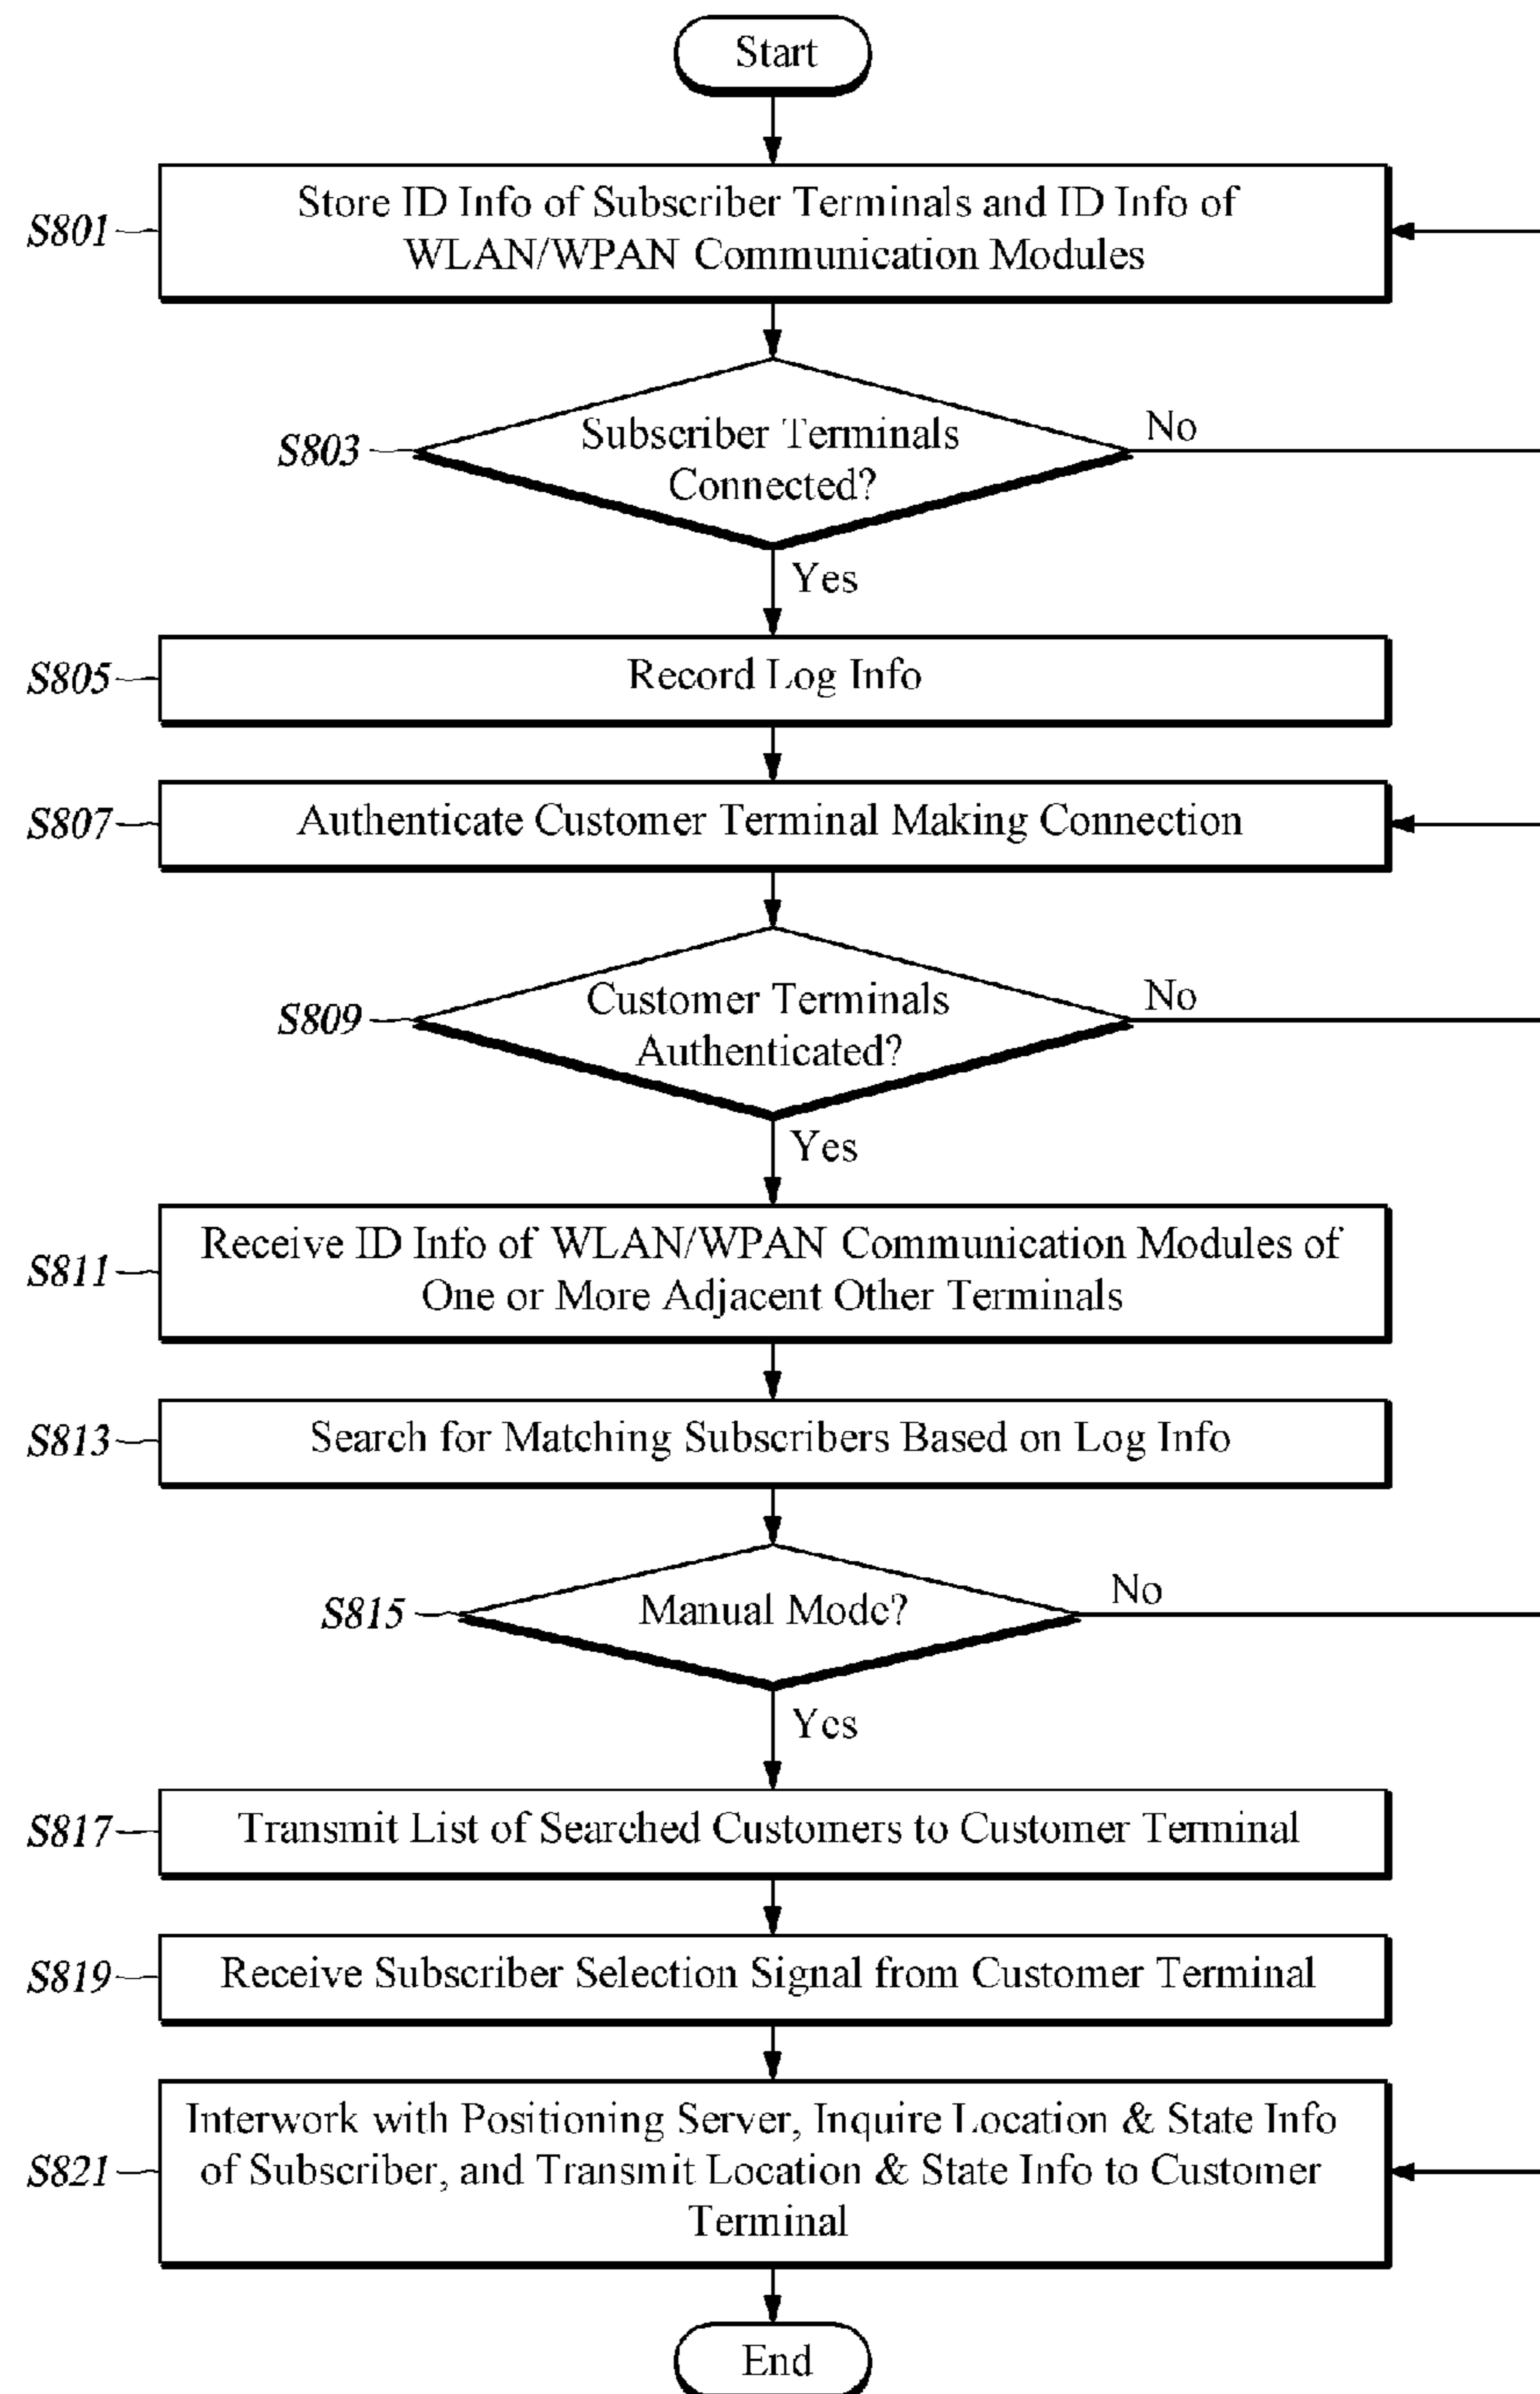 Start
S801
Store ID Info of Subscriber Terminals and ID Info of
WLAN/WPAN Communication Modules
S803
Subscriber Terminals
Connected?
No
Yes
S805
Record Log Info
S807
Authenticate Customer Terminal Making Connection
S809
Customer Terminals
Authenticated?
No
Yes
S811
Receive ID Info of WLAN/WPAN Communication Modules of
One or More Adjacent Other Terminals
S813
Search for Matching Subscribers Based on Log Info
S815
Manual Mode?
No
Yes
S817
Transmit List of Searched Customers to Customer Terminal
S819
Receive Subscriber Selection Signal from Customer Terminal
S821
Interwork with Positioning Server, Inquire Location & State Info
of Subscriber, and Transmit Location & State Info to Customer
Terminal
End